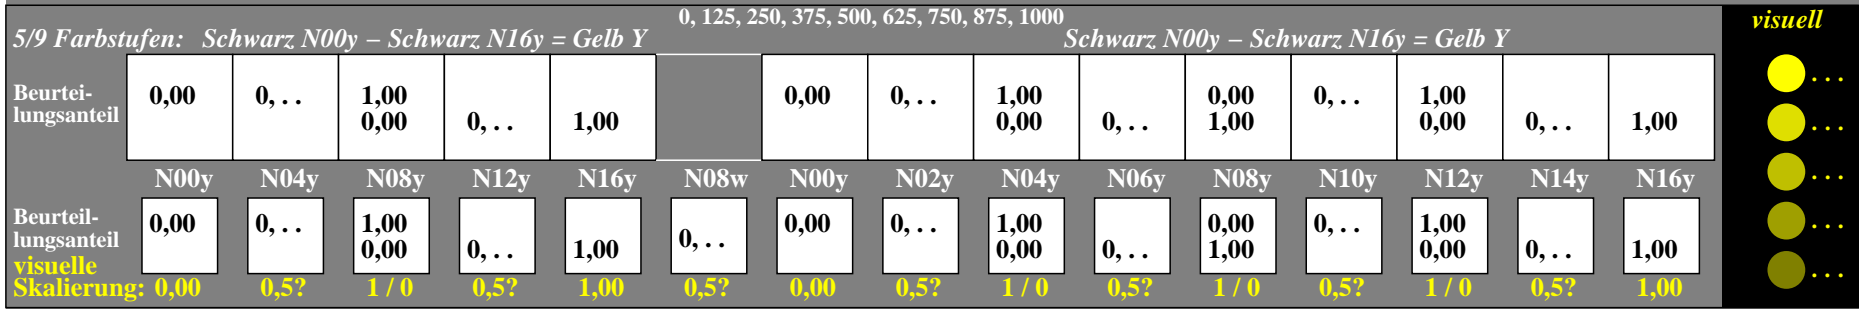 0, 125, 250, 375, 500, 625, 750, 875, 1000
visuell
5/9 Farbstufen: Schwarz N00y – Schwarz N16y = Gelb Y
Schwarz N00y – Schwarz N16y = Gelb Y
Beurtei-
lungsanteil
0,00 0, . . 1,00 0,00 0, . . 1,00 0,00 0, . . 1,00
0,00 0, . . 1,00 0,00 0, . . 1,00 0,00 0, . . 1,00
N00y N04y N08y N12y N16y N08w N00y N02y N04y N06y N08y N10y N12y N14y N16y
Beurteil-
lungsanteil
0,00 0, . . 1,00 0,00 0, . . 1,00 0,00 0, . . 1,00
0,00 0, . . 1,00 0, . . 0,00 0, . . 1,00 0,00 0, . . 1,00
visuelle
Skalierung: 0,00 0,5? 1 / 0 0,5? 1,00 0,5? 0,00 0,5? 1 / 0 0,5? 1 / 0 0,5? 1 / 0 0,5? 1,00
. . .
. . .
. . .
. . .
. . .